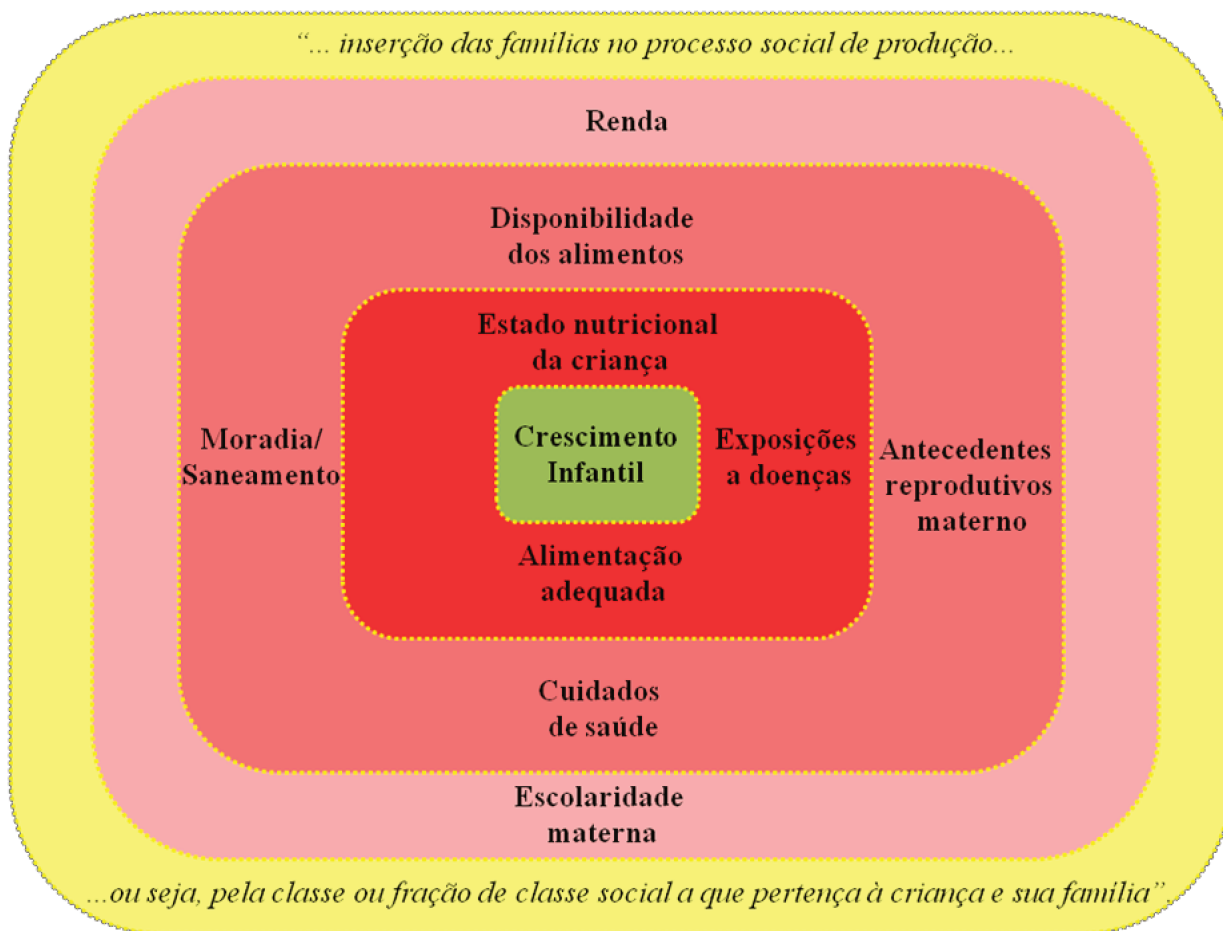 “... inserção das famílias no processo social de produção...
Renda
Disponibilidade
dos alimentos
Estado nutricional
da criança
Crescimento
Infantil
Moradia/
Saneamento
Exposições
a doenças
Antecedentes
reprodutivos
materno
Alimentação
adequada
Cuidados
de saúde
Escolaridade
materna
...ou seja, pela classe ou fração de classe social a que pertença à criança e sua família”.